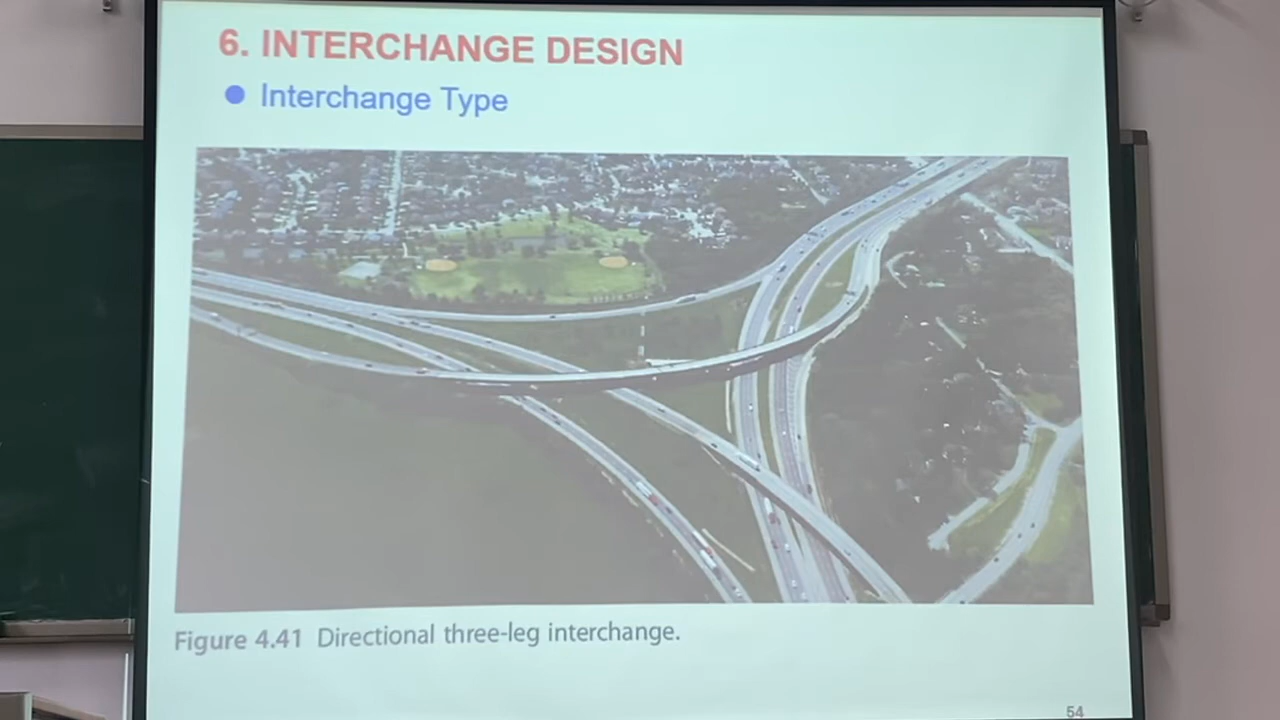 6. INTERCHANGE DESIGN
● Interchange Type
Figure 4.41 Directional three-leg interchange.
54